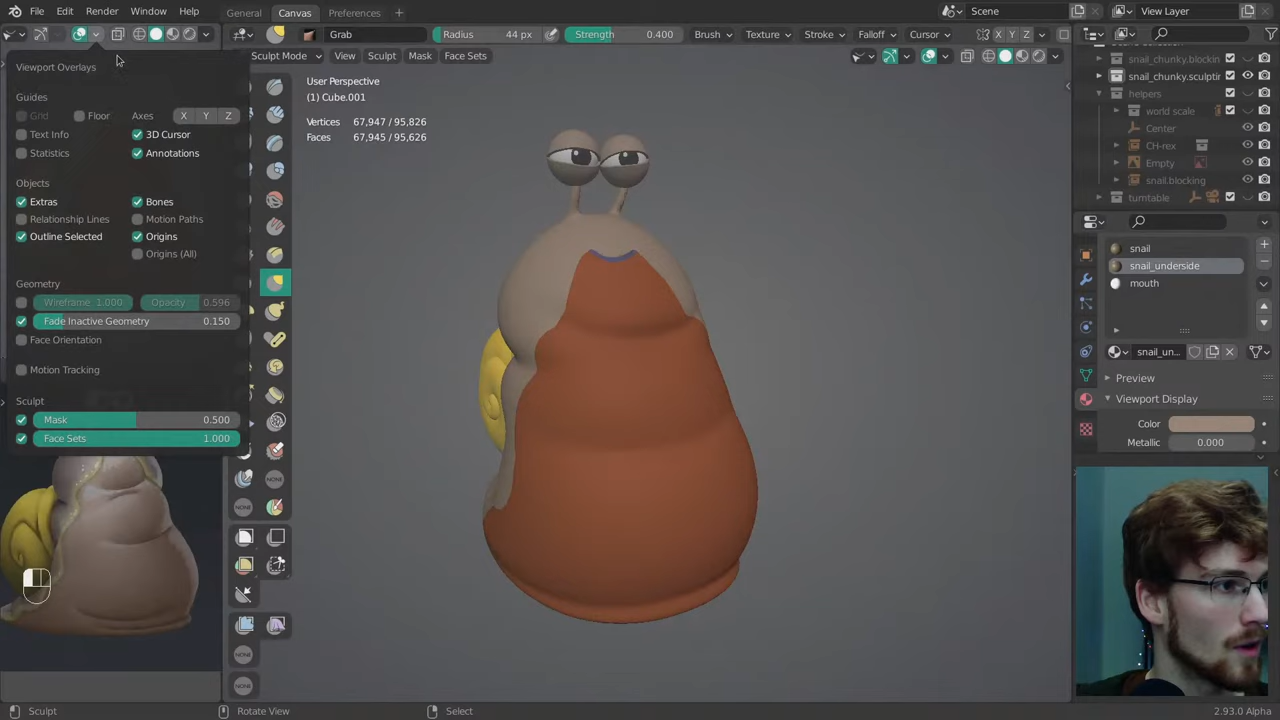 File Edit Render Window Help General Canvas Preferences + Scene View Layer
Grab Radius 44 px Strength 0.400 Brush Texture Stroke Falloff Cursor X Y Z
Sculpt Mode View Sculpt Mask Face Sets
Viewport Overlays
Guides
Grid Floor Axes X Y Z
Text Info 3D Cursor
Statistics Annotations
Objects
Extras Bones
Relationship Lines Motion Paths
Outline Selected Origins
Origins (All)
Geometry
Wireframe: 1.000 Opacity 0.596
Fade Inactive Geometry 0.150
Face Orientation
Motion Tracking
Sculpt
Mask 0.500
Face Sets 1.000
User Perspective
(1) Cube.001
Vertices 67,947 / 95,826
Faces 67,945 / 95,626
NONE
NONE
NONE
NONE
NONE
snail_chunky.blockin
snail_chunky.sculptin
helpers
world scale
Center
CH-rex
Empty
snail.blocking
turntable
snail
snail_underside
mouth
snail_un...
Preview
Viewport Display
Color
Metallic 0.000
Sculpt Rotate View Select 2.93.0 Alpha